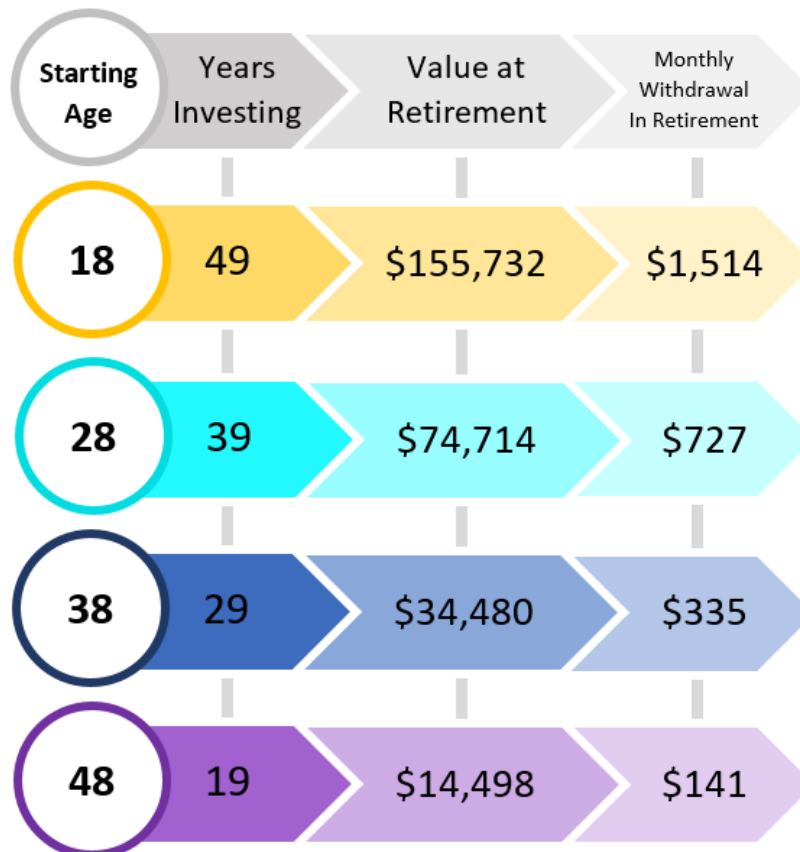 Starting
Age
Years
Investing
Value at
Retirement
Monthly
Withdrawal
In Retirement
18
49
$155,732
$1,514
28
39
$74,714
$727
38
29
$34,480
$335
48
19
$14,498
$141